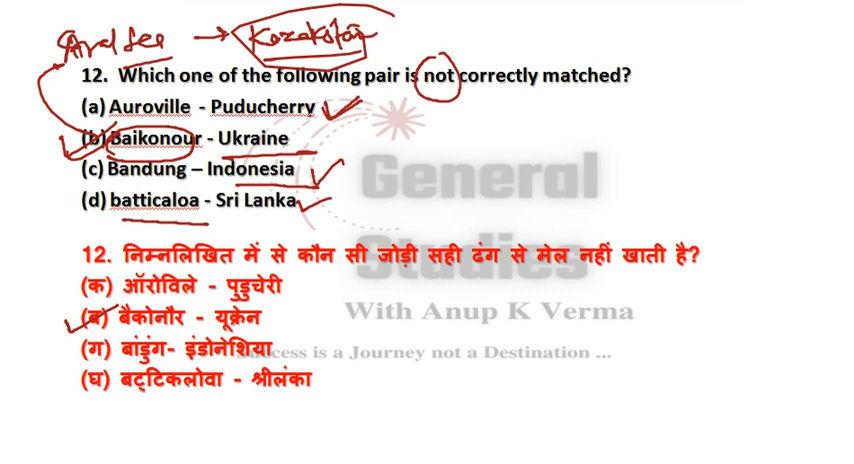 Aral sea → Kazakstan
12. Which one of the following pair is not correctly matched?
(a) Auroville - Puducherry
(b) Baikonour - Ukraine
(c) Bandung – Indonesia
(d) batticaloa - Sri Lanka
General
Studies
12. निम्नलिखित में से कौन सी जोड़ी सही ढंग से मेल नहीं खाती है?
(क) ऑरोविले - पुडुचेरी
(ब) बैकोनौर - यूक्रेन
With Anup K Verma
(ग) बांडुंग- इंडोनेशिया
Success is a Journey not a Destination ...
(घ) बट्टिकलोवा - श्रीलंका